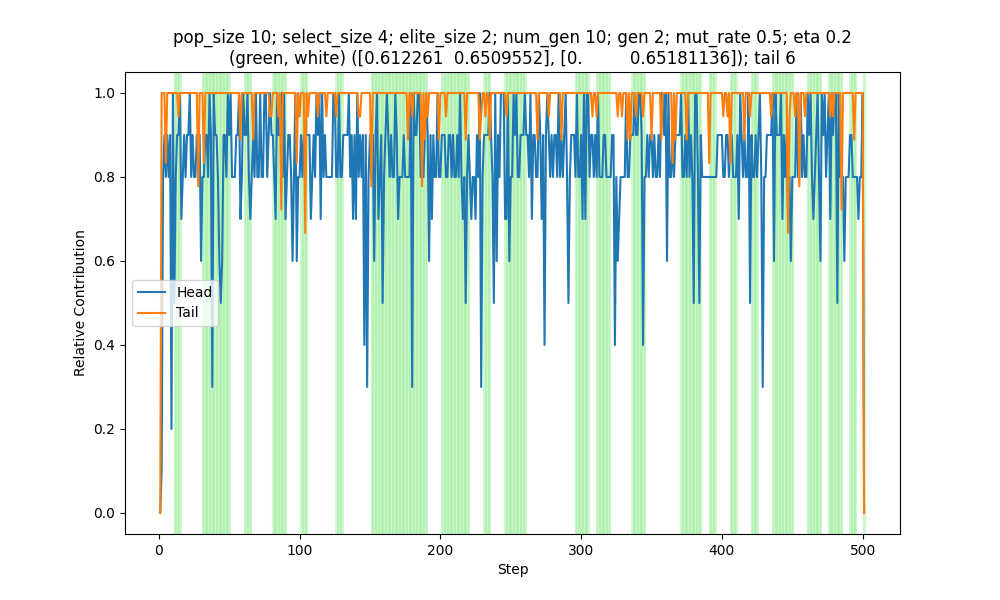 pop_size 10; select_size 4; elite_size 2; num_gen 10; gen 2; mut_rate 0.5; eta 0.2
(green, white) ([0.612261  0.6509552], [0.         0.65181136]); tail 6
1.0
0.8
0.6
0.4
0.2
0.0
Relative Contribution
Head
Tail
0
100
200
300
400
500
Step